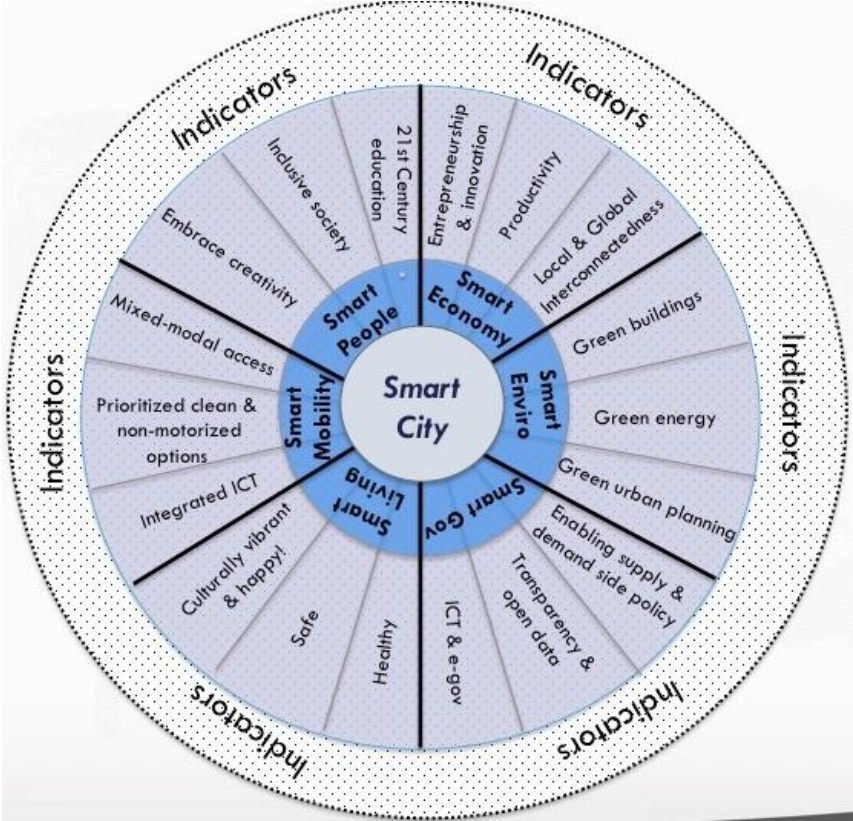 Smart
City
Smart
Economy
Entrepreneurship
& innovation
Productivity
Local & Global
Interconnectedness
Smart
Enviro
Green buildings
Green energy
Green urban planning
Smart Gov
Enabling supply &
demand side policy
Transparency &
open data
ICT & e-gov
Smart
Living
Healthy
Safe
Culturally vibrant
& happy!
Smart
Mobility
Integrated ICT
Prioritized clean &
non-motorized
options
Mixed-modal access
Smart
People
Embrace creativity
Inclusive society
21st Century
education
Indicators
Indicators
Indicators
Indicators
Indicators
Indicators